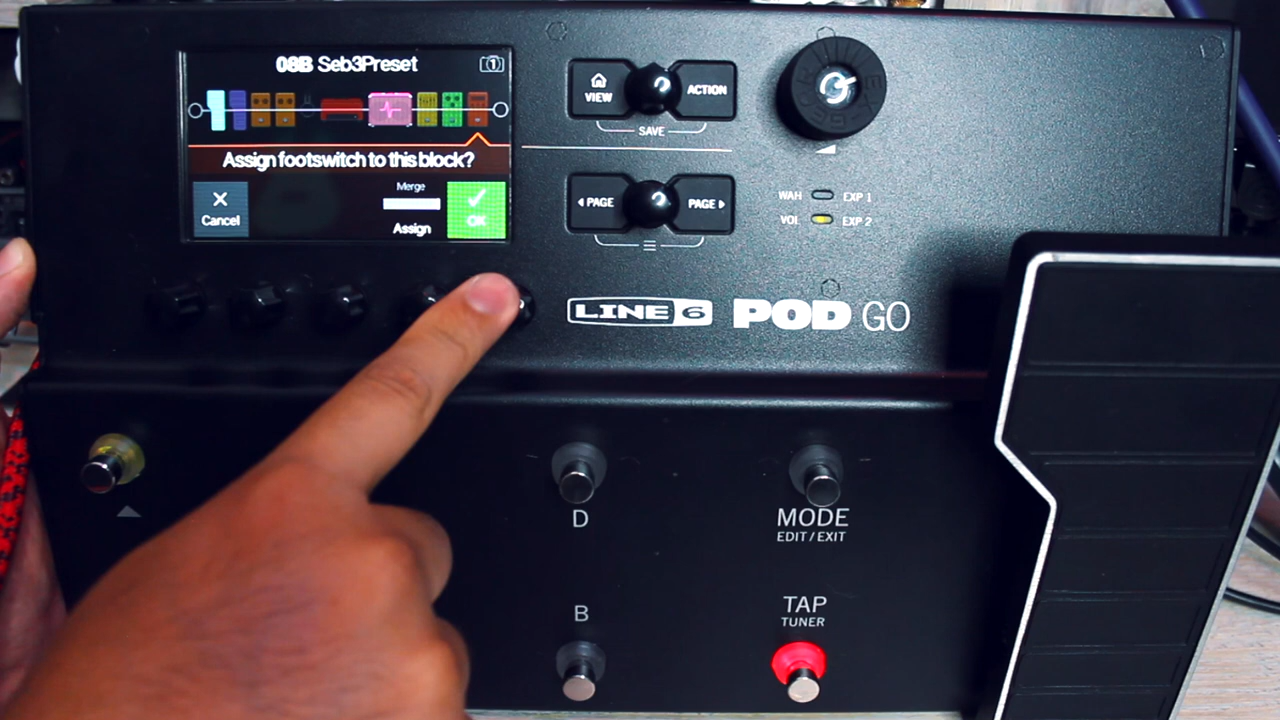 08B Seb3Preset
1
Assign footswitch to this block?
Cancel
Merge
Assign
OK
VIEW
ACTION
SAVE
PAGE
PAGE
WAH
EXP 1
VOL
EXP 2
LINE 6 POD GO
D
MODE
EDIT / EXIT
B
TAP
TUNER